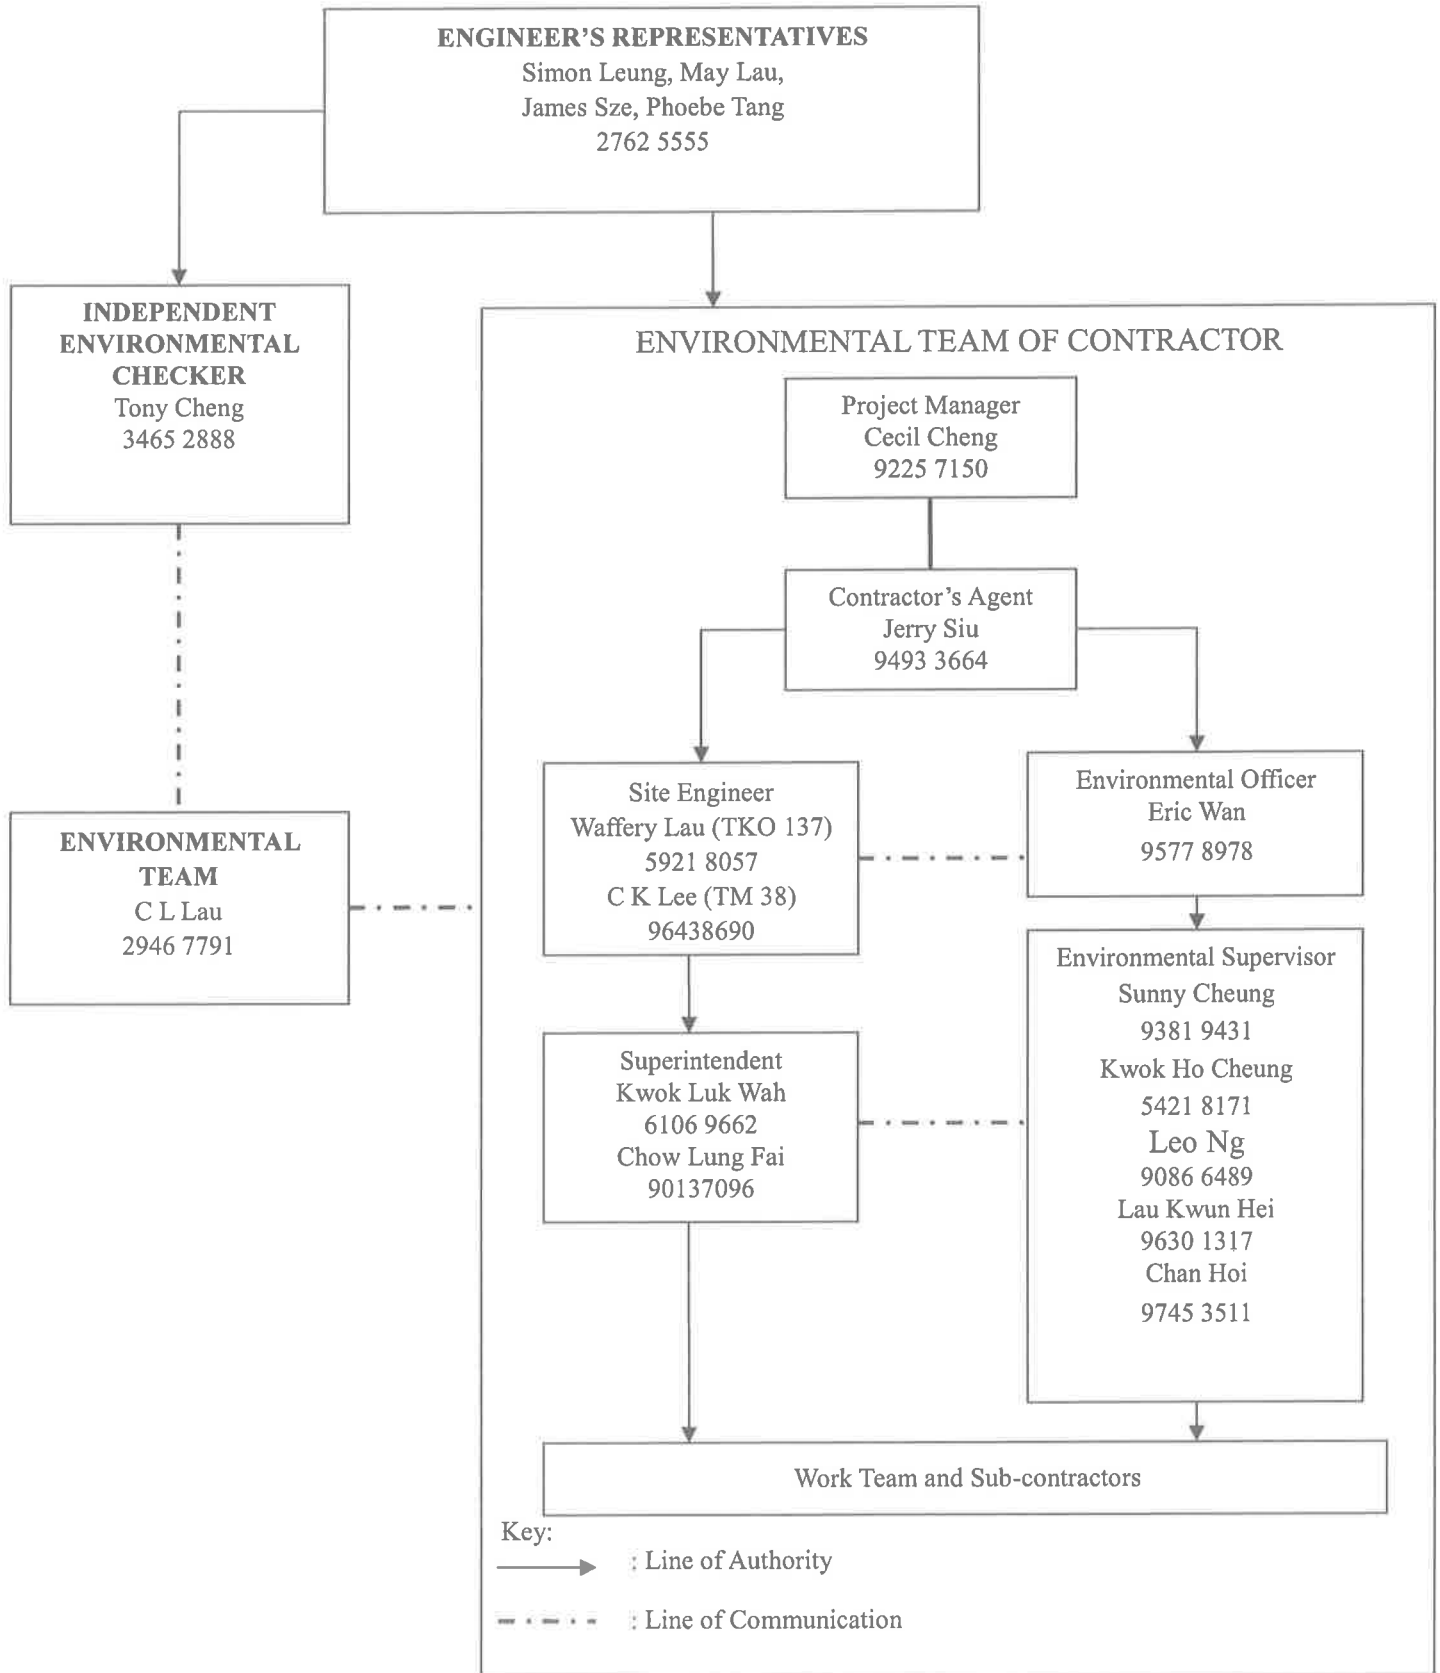 ENGINEER’S REPRESENTATIVES
Simon Leung, May Lau,
James Sze, Phoebe Tang
2762 5555
INDEPENDENT
ENVIRONMENTAL
CHECKER
Tony Cheng
3465 2888
ENVIRONMENTAL
TEAM
C L Lau
2946 7791
ENVIRONMENTAL TEAM OF CONTRACTOR
Project Manager
Cecil Cheng
9225 7150
Contractor’s Agent
Jerry Siu
9493 3664
Site Engineer
Waffery Lau (TKO 137)
5921 8057
C K Lee (TM 38)
96438690
Environmental Officer
Eric Wan
9577 8978
Superintendent
Kwok Luk Wah
6106 9662
Chow Lung Fai
90137096
Environmental Supervisor
Sunny Cheung
9381 9431
Kwok Ho Cheung
5421 8171
Leo Ng
9086 6489
Lau Kwun Hei
9630 1317
Chan Hoi
9745 3511
Work Team and Sub-contractors
Key:
: Line of Authority
: Line of Communication